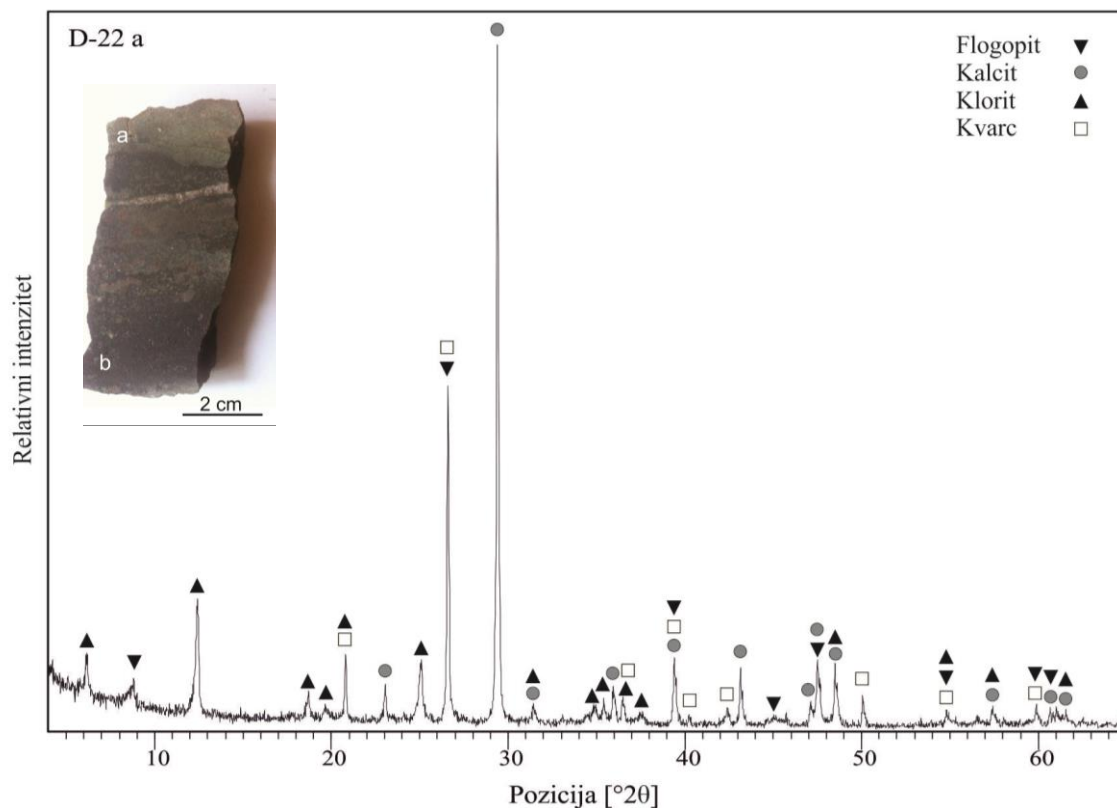 D-22 a
Flogopit
Kalcit
Klorit
Kvarc
a
b
2 cm
Relativni intenzitet
10 20 30 40 50 60
Pozicija [°2θ]